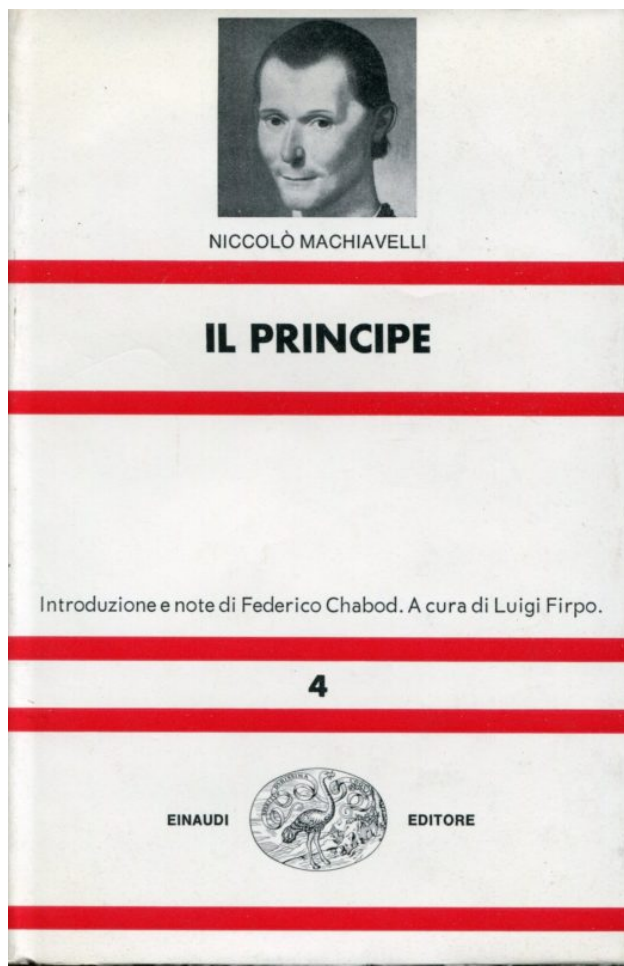 NICCOLÒ MACHIAVELLI
IL PRINCIPE
Introduzione e note di Federico Chabod. A cura di Luigi Firpo.
4
EINAUDI
EDITORE